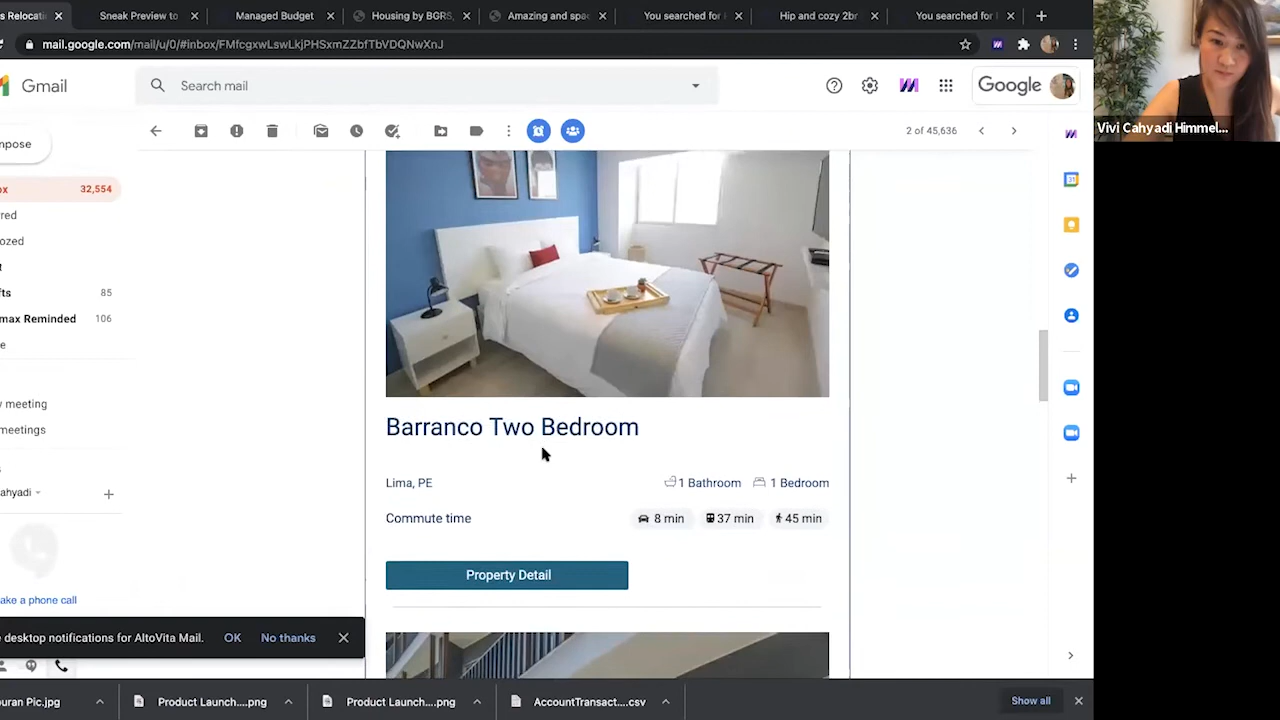 s Relocati
Sneak Preview to
Managed Budget
Housing by BGRS,
Amazing and spac
You searched for
Hip and cozy 2br
You searched for
mail.google.com/mail/u/0/#inbox/FMfcgxwLswLkjPHSxmZZbfTbVDQNwXnJ
Gmail
Search mail
Google
Vivi Cahyadi Himmel...
mpose
2 of 45,636
ox 32,554
red
ozed
t
fts 85
max Reminded 106
e
Barranco Two Bedroom
w meeting
meetings
Lima, PE
1 Bathroom
1 Bedroom
ahyadi
Commute time
8 min
37 min
45 min
Property Detail
ake a phone call
e desktop notifications for AltoVita Mail.
OK
No thanks
ouran Pic.jpg
Product Launch....png
Product Launch....png
AccountTransact....csv
Show all